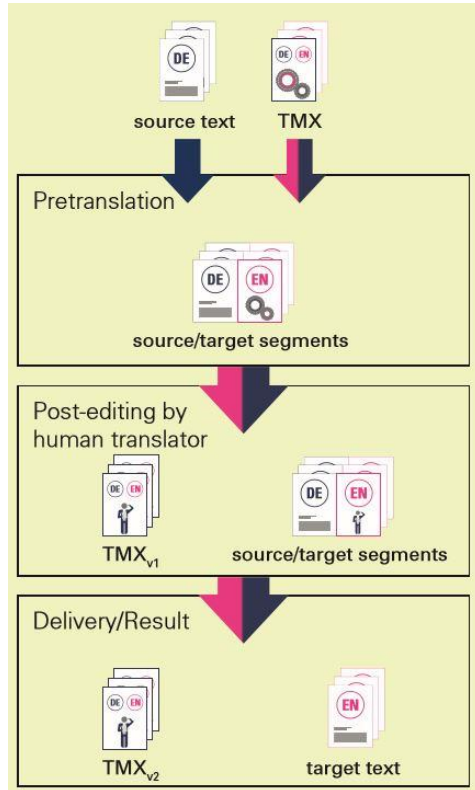 DE
DE EN
source text
TMX
Pretranslation
DE EN
source/target segments
Post-editing by
human translator
DE EN
DE EN
TMXv1
source/target segments
Delivery/Result
DE EN
EN
TMXv2
target text